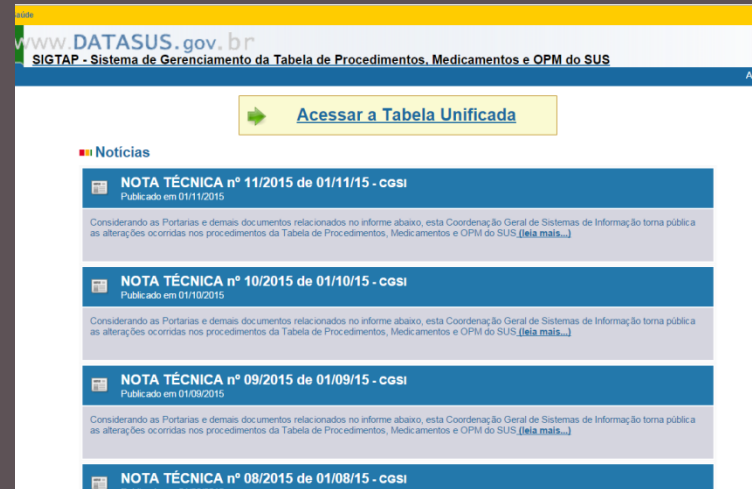 aúde
www.DATASUS.gov.br
SIGTAP - Sistema de Gerenciamento da Tabela de Procedimentos, Medicamentos e OPM do SUS
A
Acessar a Tabela Unificada
Noticias
NOTA TÉCNICA nº 11/2015 de 01/11/15 - CGSI
Publicado em 01/11/2015
Considerando as Portarias e demais documentos relacionados no informe abaixo, esta Coordenação Geral de Sistemas de Informação torna pública
as alterações ocorridas nos procedimentos da Tabela de Procedimentos, Medicamentos e OPM do SUS (leia mais...)
NOTA TÉCNICA nº 10/2015 de 01/10/15 - CGSI
Publicado em 01/10/2015
Considerando as Portarias e demais documentos relacionados no informe abaixo, esta Coordenação Geral de Sistemas de Informação torna pública
as alterações ocorridas nos procedimentos da Tabela de Procedimentos, Medicamentos e OPM do SUS (leia mais...)
NOTA TÉCNICA nº 09/2015 de 01/09/15 - CGSI
Publicado em 01/09/2015
Considerando as Portarias e demais documentos relacionados no informe abaixo, esta Coordenação Geral de Sistemas de Informação torna pública
as alterações ocorridas nos procedimentos da Tabela de Procedimentos, Medicamentos e OPM do SUS (leia mais...)
NOTA TÉCNICA nº 08/2015 de 01/08/15 - CGSI